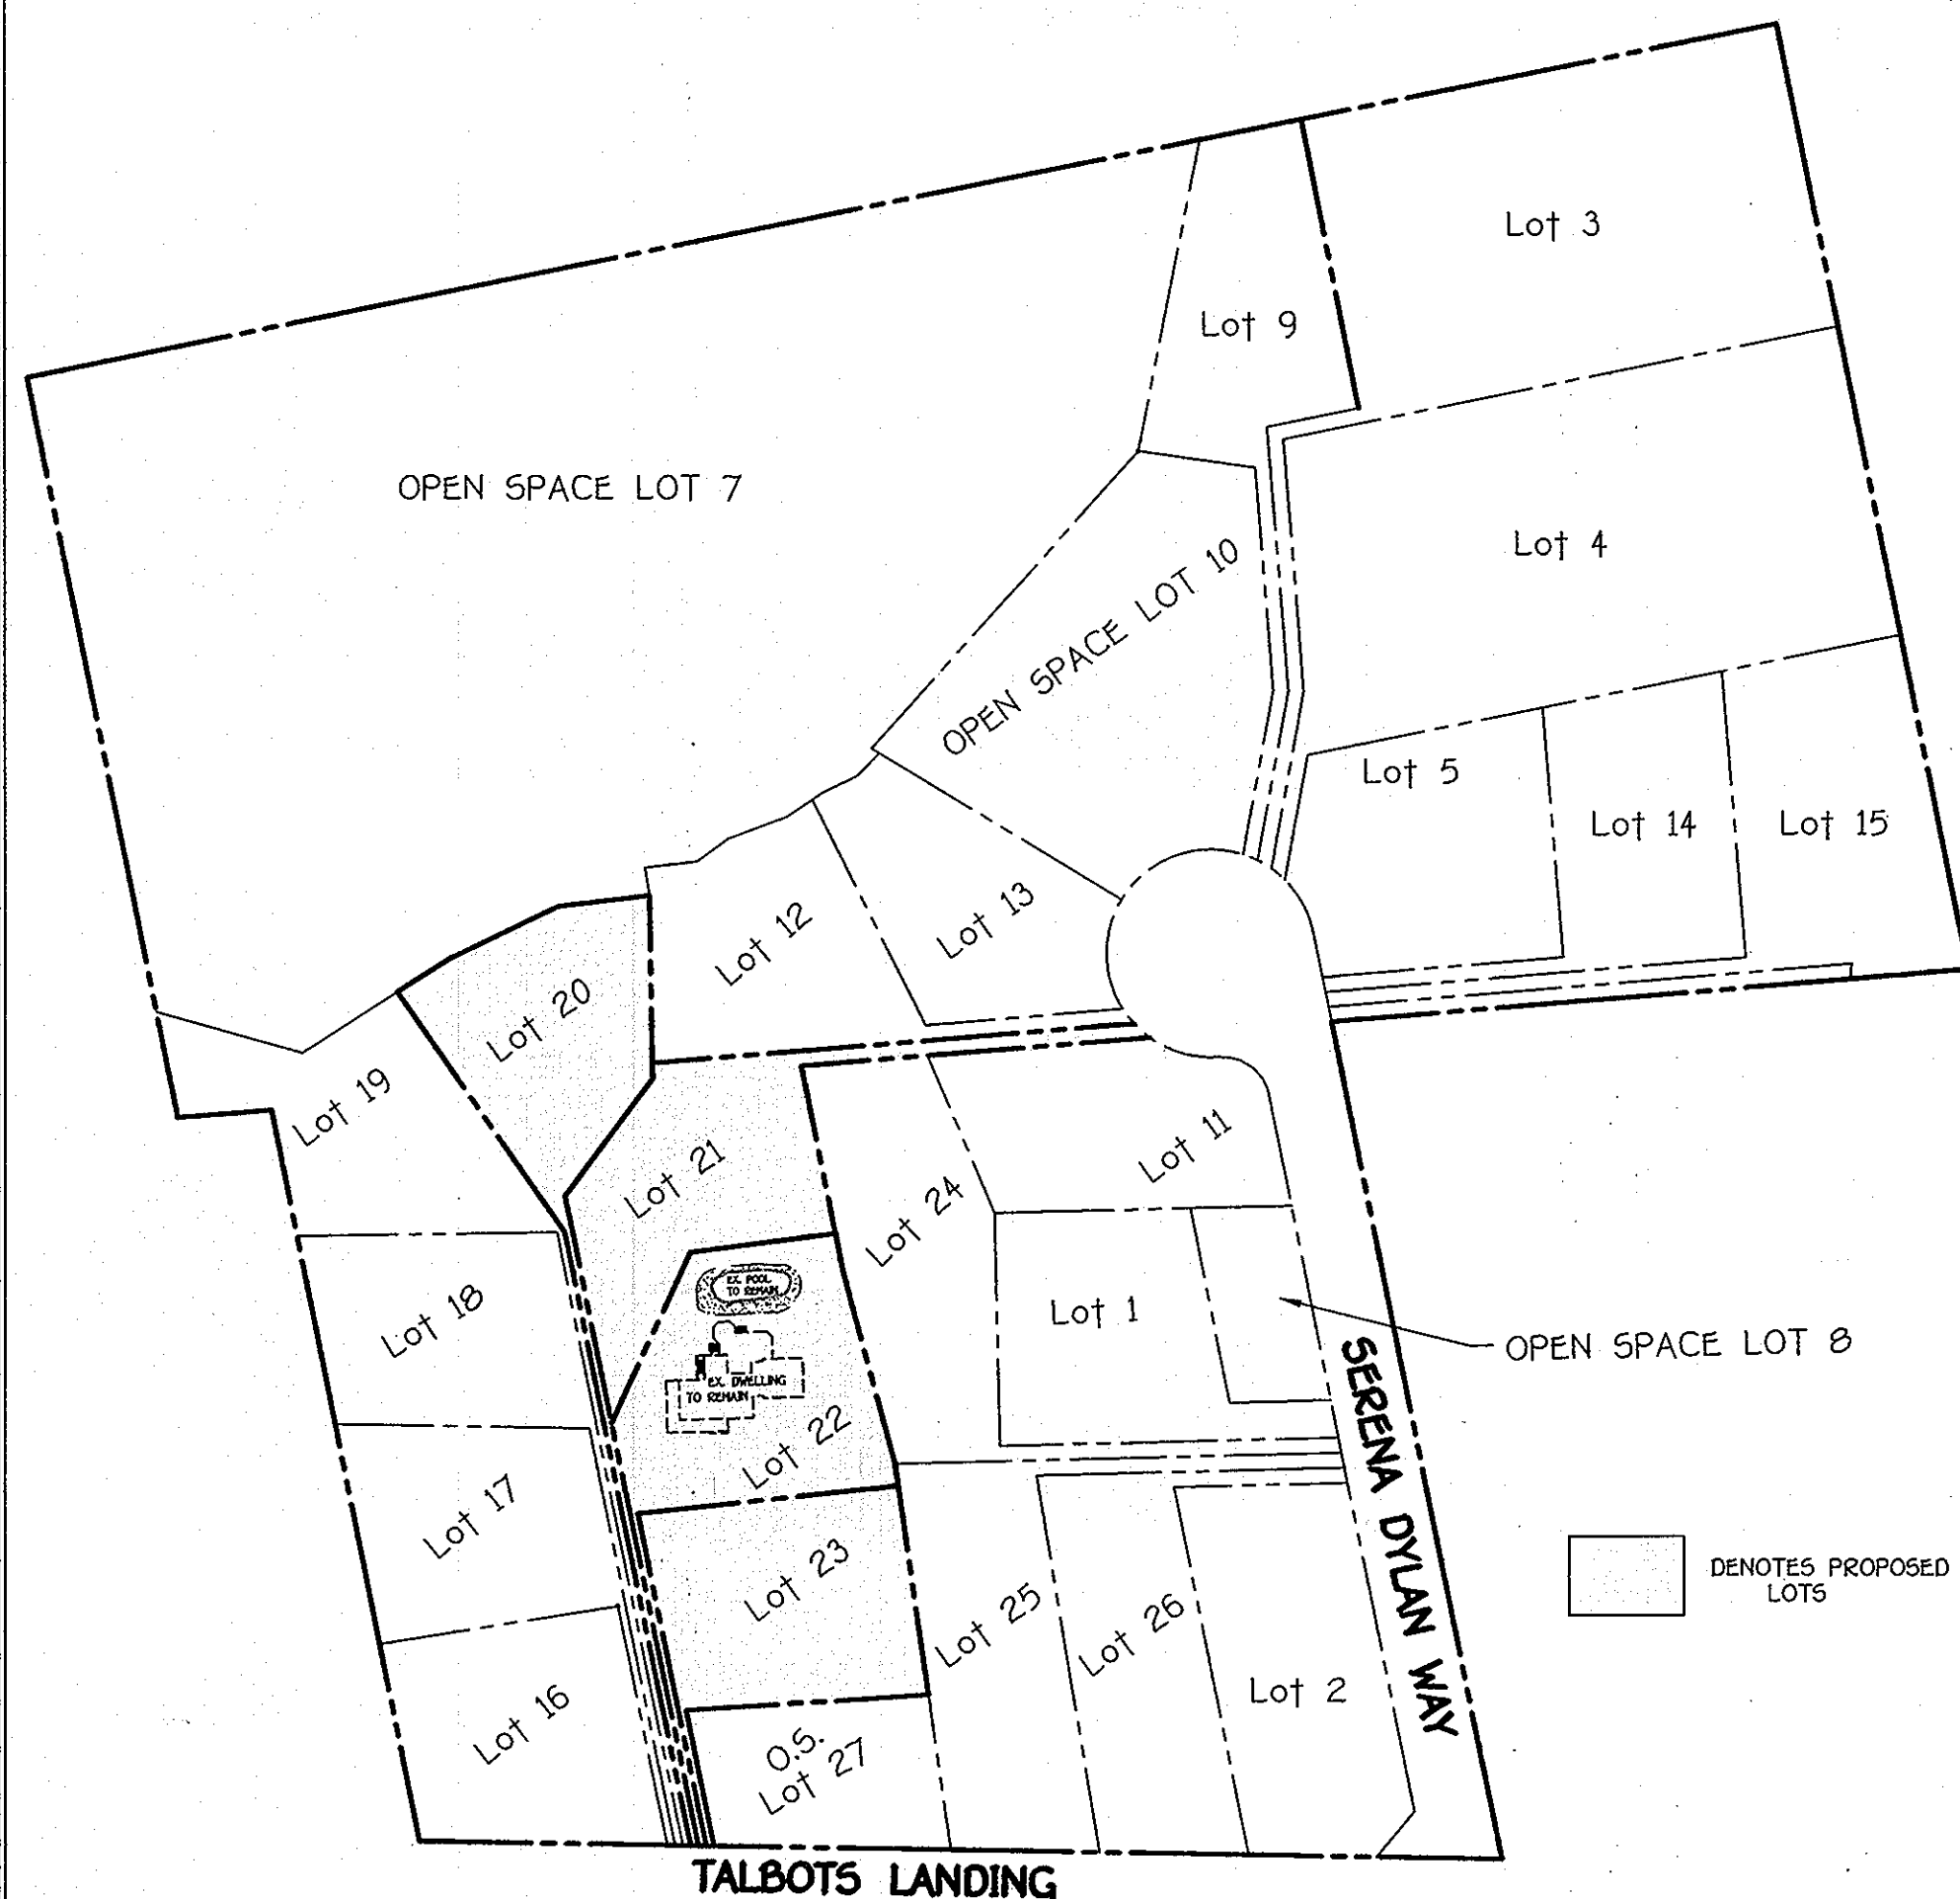 Lot 3
Lot 9
OPEN SPACE LOT 7
Lot 4
OPEN SPACE LOT 10
Lot 5
Lot 14
Lot 15
Lot 12
Lot 13
Lot 20
Lot 19
Lot 21
Lot 11
Lot 24
EX. POOL
TO REMAIN
Lot 18
Lot 1
OPEN SPACE LOT 8
EX. DWELLING
TO REMAIN
Lot 22
Lot 17
Lot 23
SERENA DYLAN WAY
DENOTES PROPOSED
LOTS
Lot 25
Lot 26
Lot 2
Lot 16
O.S.
Lot 27
TALBOTS LANDING